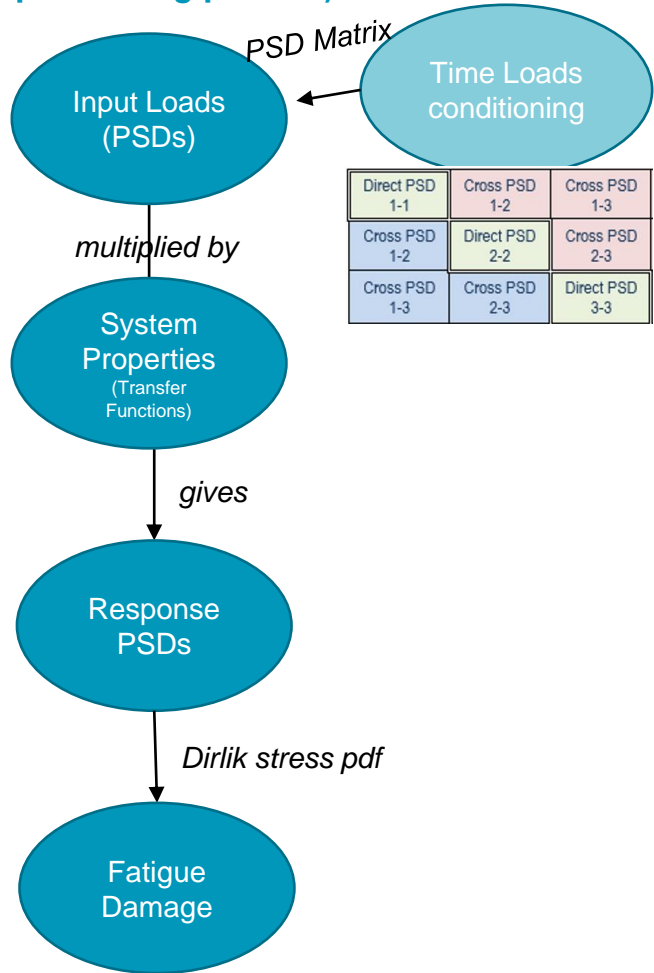 PSD Matrix
Time Loads
conditioning
Input Loads
(PSDs)
Direct PSD
1-1
Cross PSD
1-2
Cross PSD
1-3
Cross PSD
1-2
Direct PSD
2-2
Cross PSD
2-3
Cross PSD
1-3
Cross PSD
2-3
Direct PSD
3-3
multiplied by
System
Properties
(Transfer
Functions)
gives
Response
PSDs
Dirlik stress pdf
Fatigue
Damage